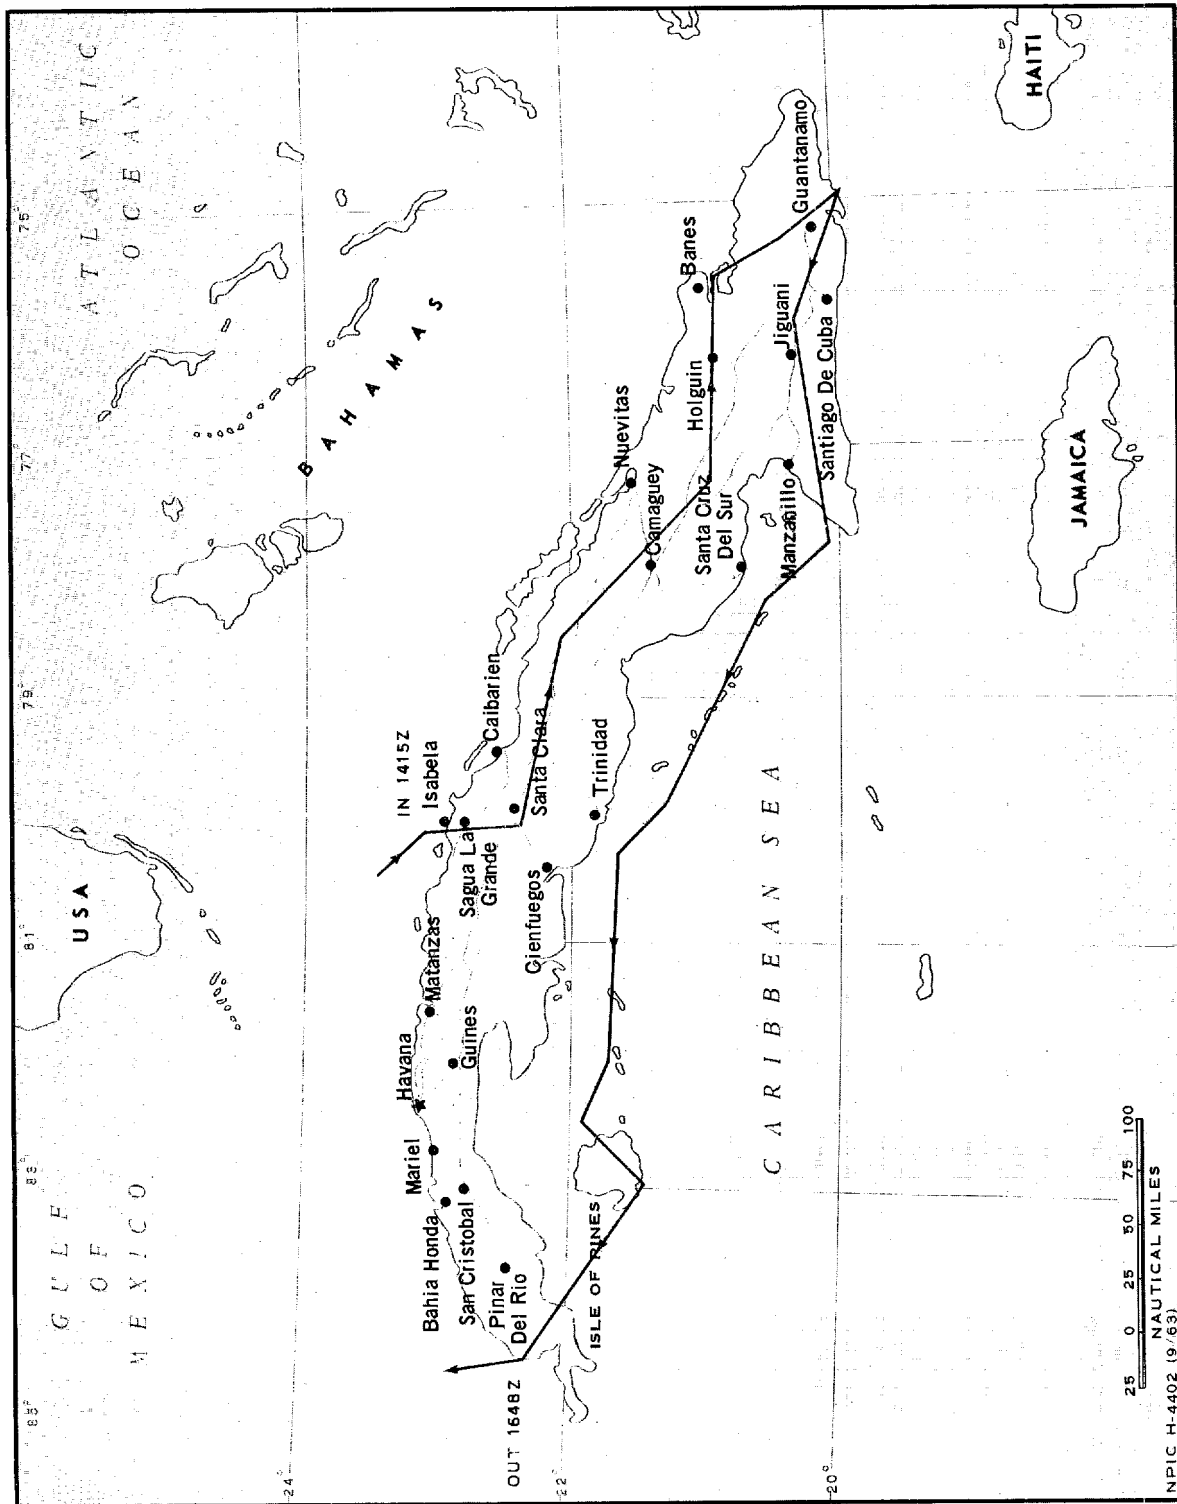 85°
83°
81°
79°
77°
75°
GULF
OF
MEXICO
USA
ATLANTIC
OCEAN
BAHAMAS
24°
22°
20°
OUT 1648Z
IN 1415Z
Bahia Honda
San Cristobal
Pinar
Del Rio
Mariel
Havana
Guines
Matanzas
Isabela
Sagua La
Grande
Santa Clara
Caibarien
Cienfuegos
Trinidad
Camaguey
Nuevitas
Santa Cruz
Del Sur
Holguin
Banes
Manzanillo
Jiguani
Santiago De Cuba
Guantanamo
ISLE OF PINES
CARIBBEAN SEA
JAMAICA
HAITI
25 0 25 50 75 100
NAUTICAL MILES
NPIC H-4402 (9/63)